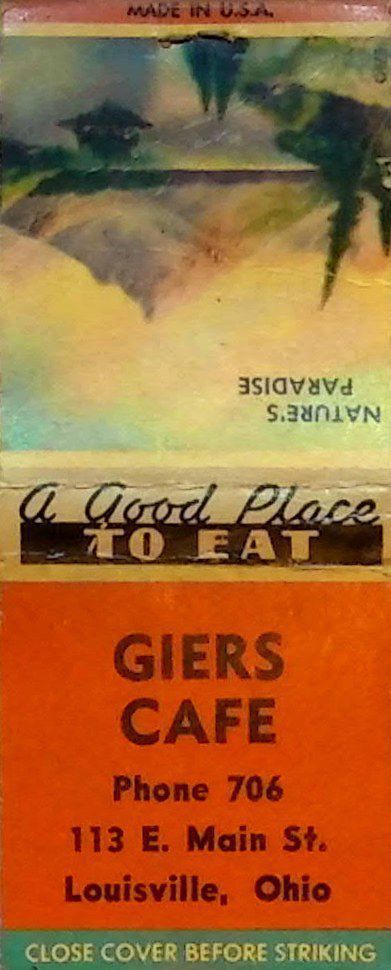 MADE IN U.S.A.
NATURE'S
PARADISE
A Good Place
TO EAT
GIERS
CAFE
Phone 706
113 E. Main St.
Louisville, Ohio
CLOSE COVER BEFORE STRIKING